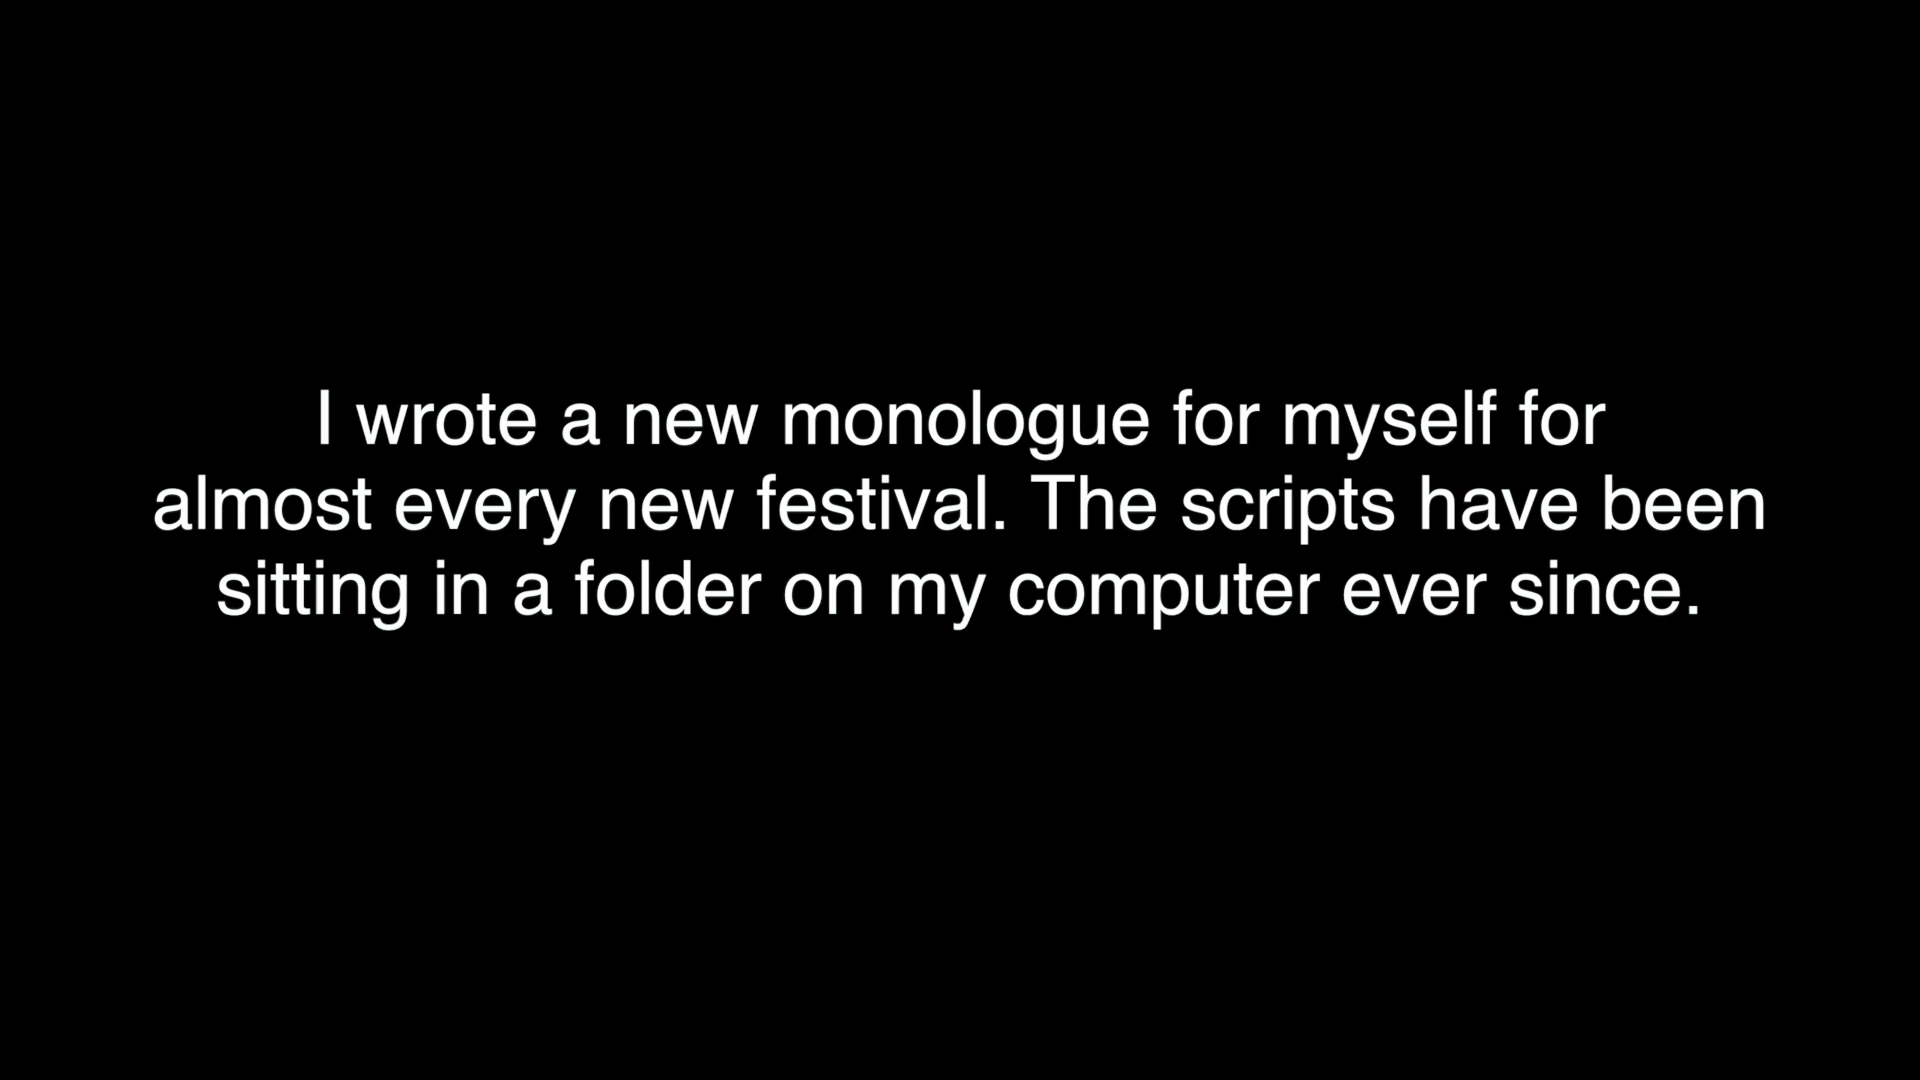 I wrote a new monologue for myself for
almost every new festival. The scripts have been
sitting in a folder on my computer ever since.